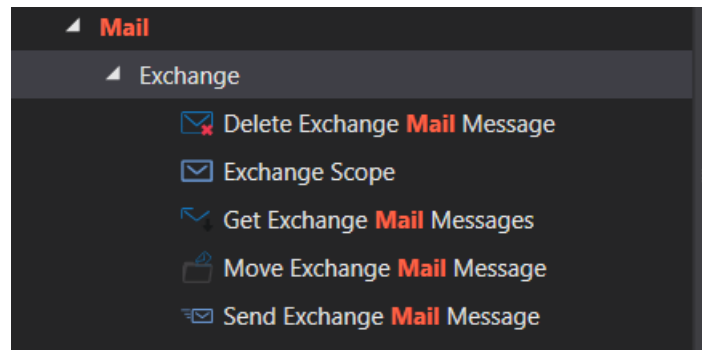 Mail
Exchange
Delete Exchange Mail Message
Exchange Scope
Get Exchange Mail Messages
Move Exchange Mail Message
Send Exchange Mail Message